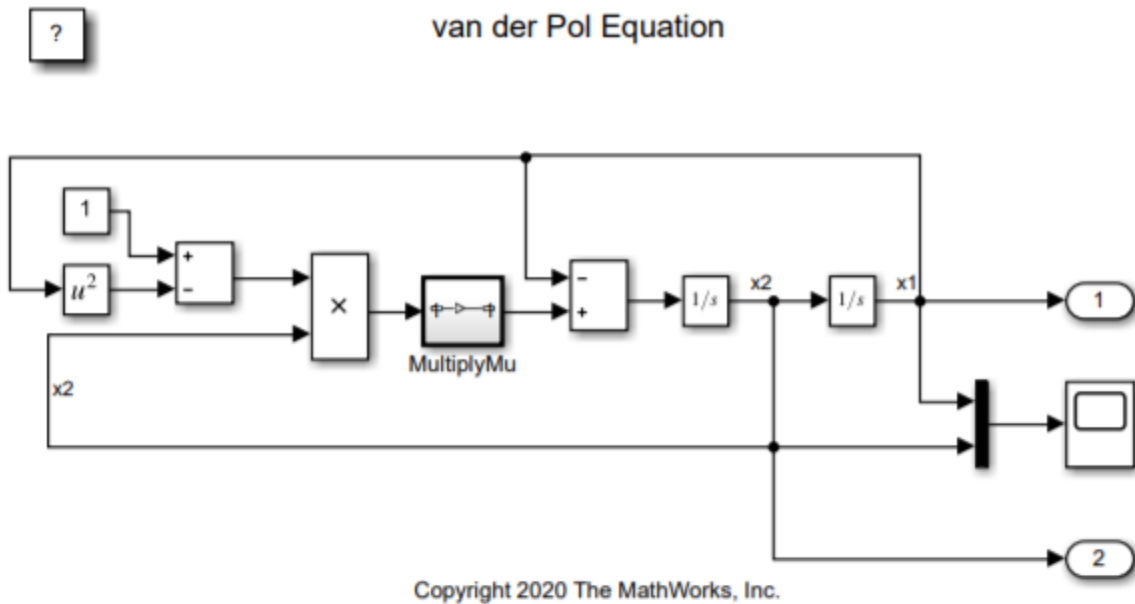 ?
van der Pol Equation
1
+
−
u²
×
MultiplyMu
−
+
1/s
x2
1/s
x1
1
x2
2
Copyright 2020 The MathWorks, Inc.